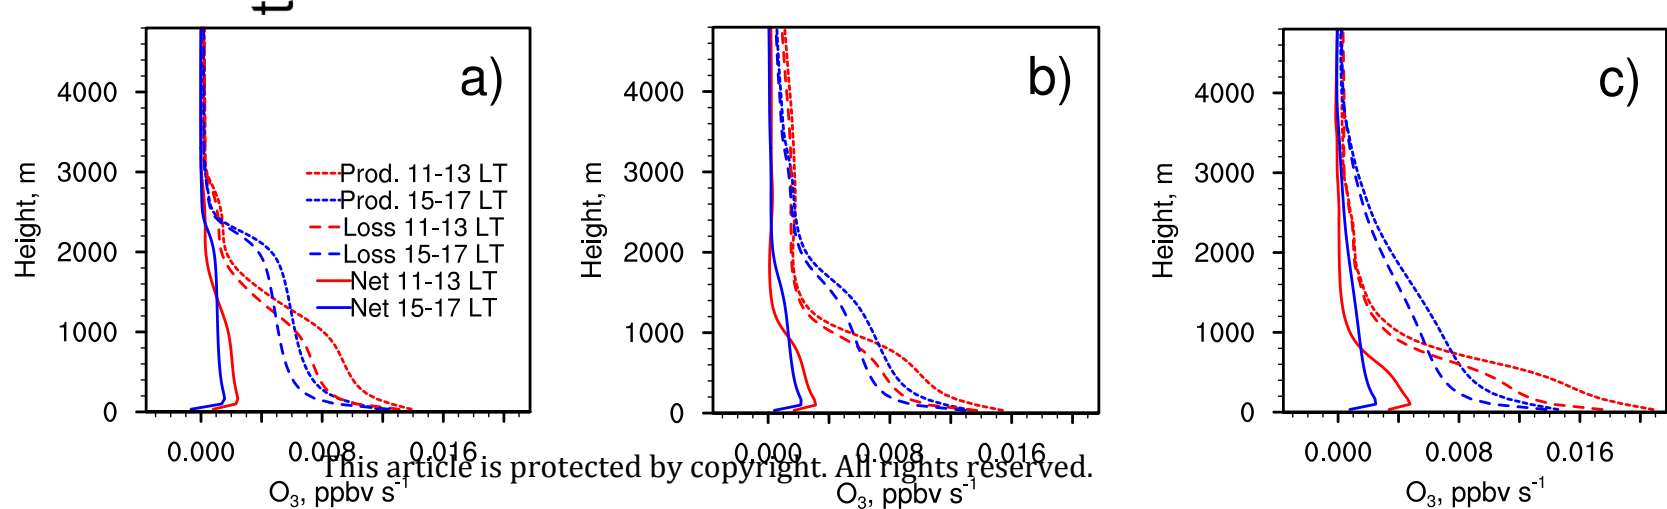 t
a)
b)
c)
4000
3000
2000
1000
0
Height, m
Prod. 11-13 LT
Prod. 15-17 LT
Loss 11-13 LT
Loss 15-17 LT
Net 11-13 LT
Net 15-17 LT
0.000 0.008 0.016
O₃, ppbv s⁻¹
4000
3000
2000
1000
0
Height, m
0.000 0.008 0.016
O₃, ppbv s⁻¹
4000
3000
2000
1000
0
Height, m
0.000 0.008 0.016
O₃, ppbv s⁻¹
This article is protected by copyright. All rights reserved.